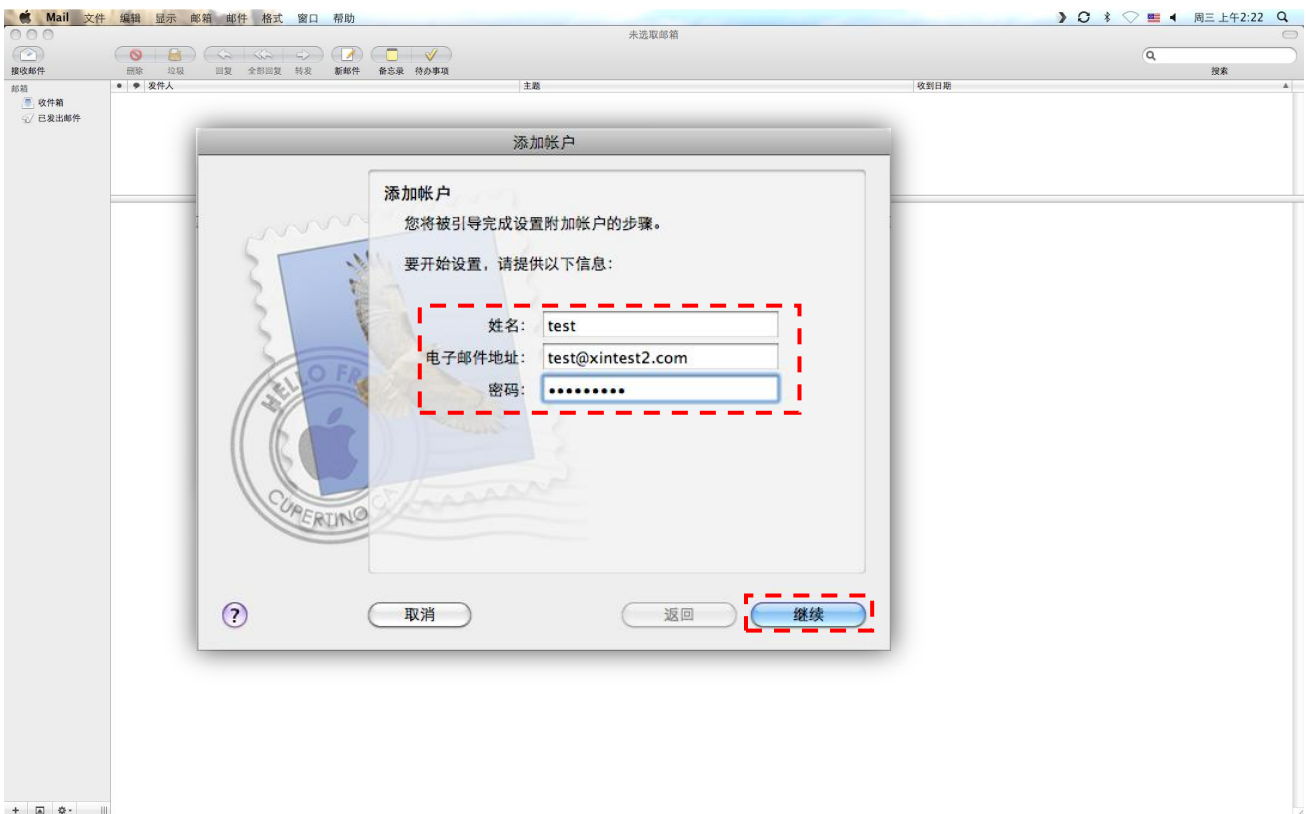 Mail 文件 编辑 显示 邮箱 邮件 格式 窗口 帮助 周三 上午2:22
未选取邮箱
接收邮件 删除 垃圾 回复 全部回复 转发 新邮件 备忘录 待办事项 搜索
邮箱 发件人 主题 收到日期
收件箱
已发出邮件
添加帐户
添加帐户
您将被引导完成设置附加帐户的步骤。
要开始设置，请提供以下信息：
姓名： test
电子邮件地址： test@xintest2.com
密码： •••••••••
HELLO FR
CUPERTINO CA
? 取消 返回 继续